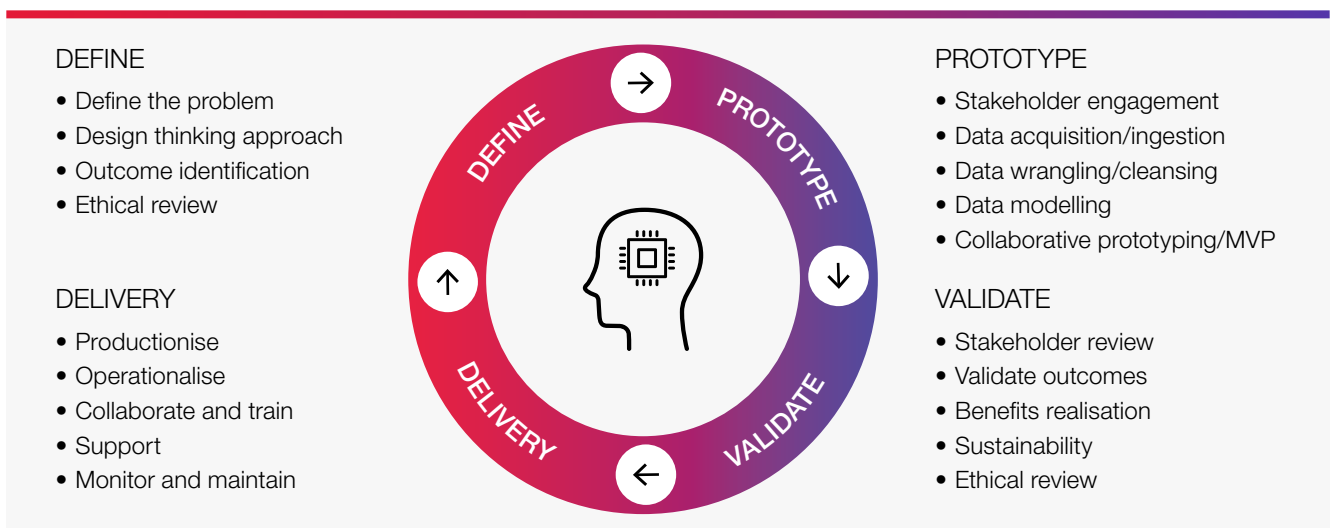 DEFINE
• Define the problem
• Design thinking approach
• Outcome identification
• Ethical review
DELIVERY
• Productionise
• Operationalise
• Collaborate and train
• Support
• Monitor and maintain
DEFINE
PROTOTYPE
VALIDATE
DELIVERY
PROTOTYPE
• Stakeholder engagement
• Data acquisition/ingestion
• Data wrangling/cleansing
• Data modelling
• Collaborative prototyping/MVP
VALIDATE
• Stakeholder review
• Validate outcomes
• Benefits realisation
• Sustainability
• Ethical review